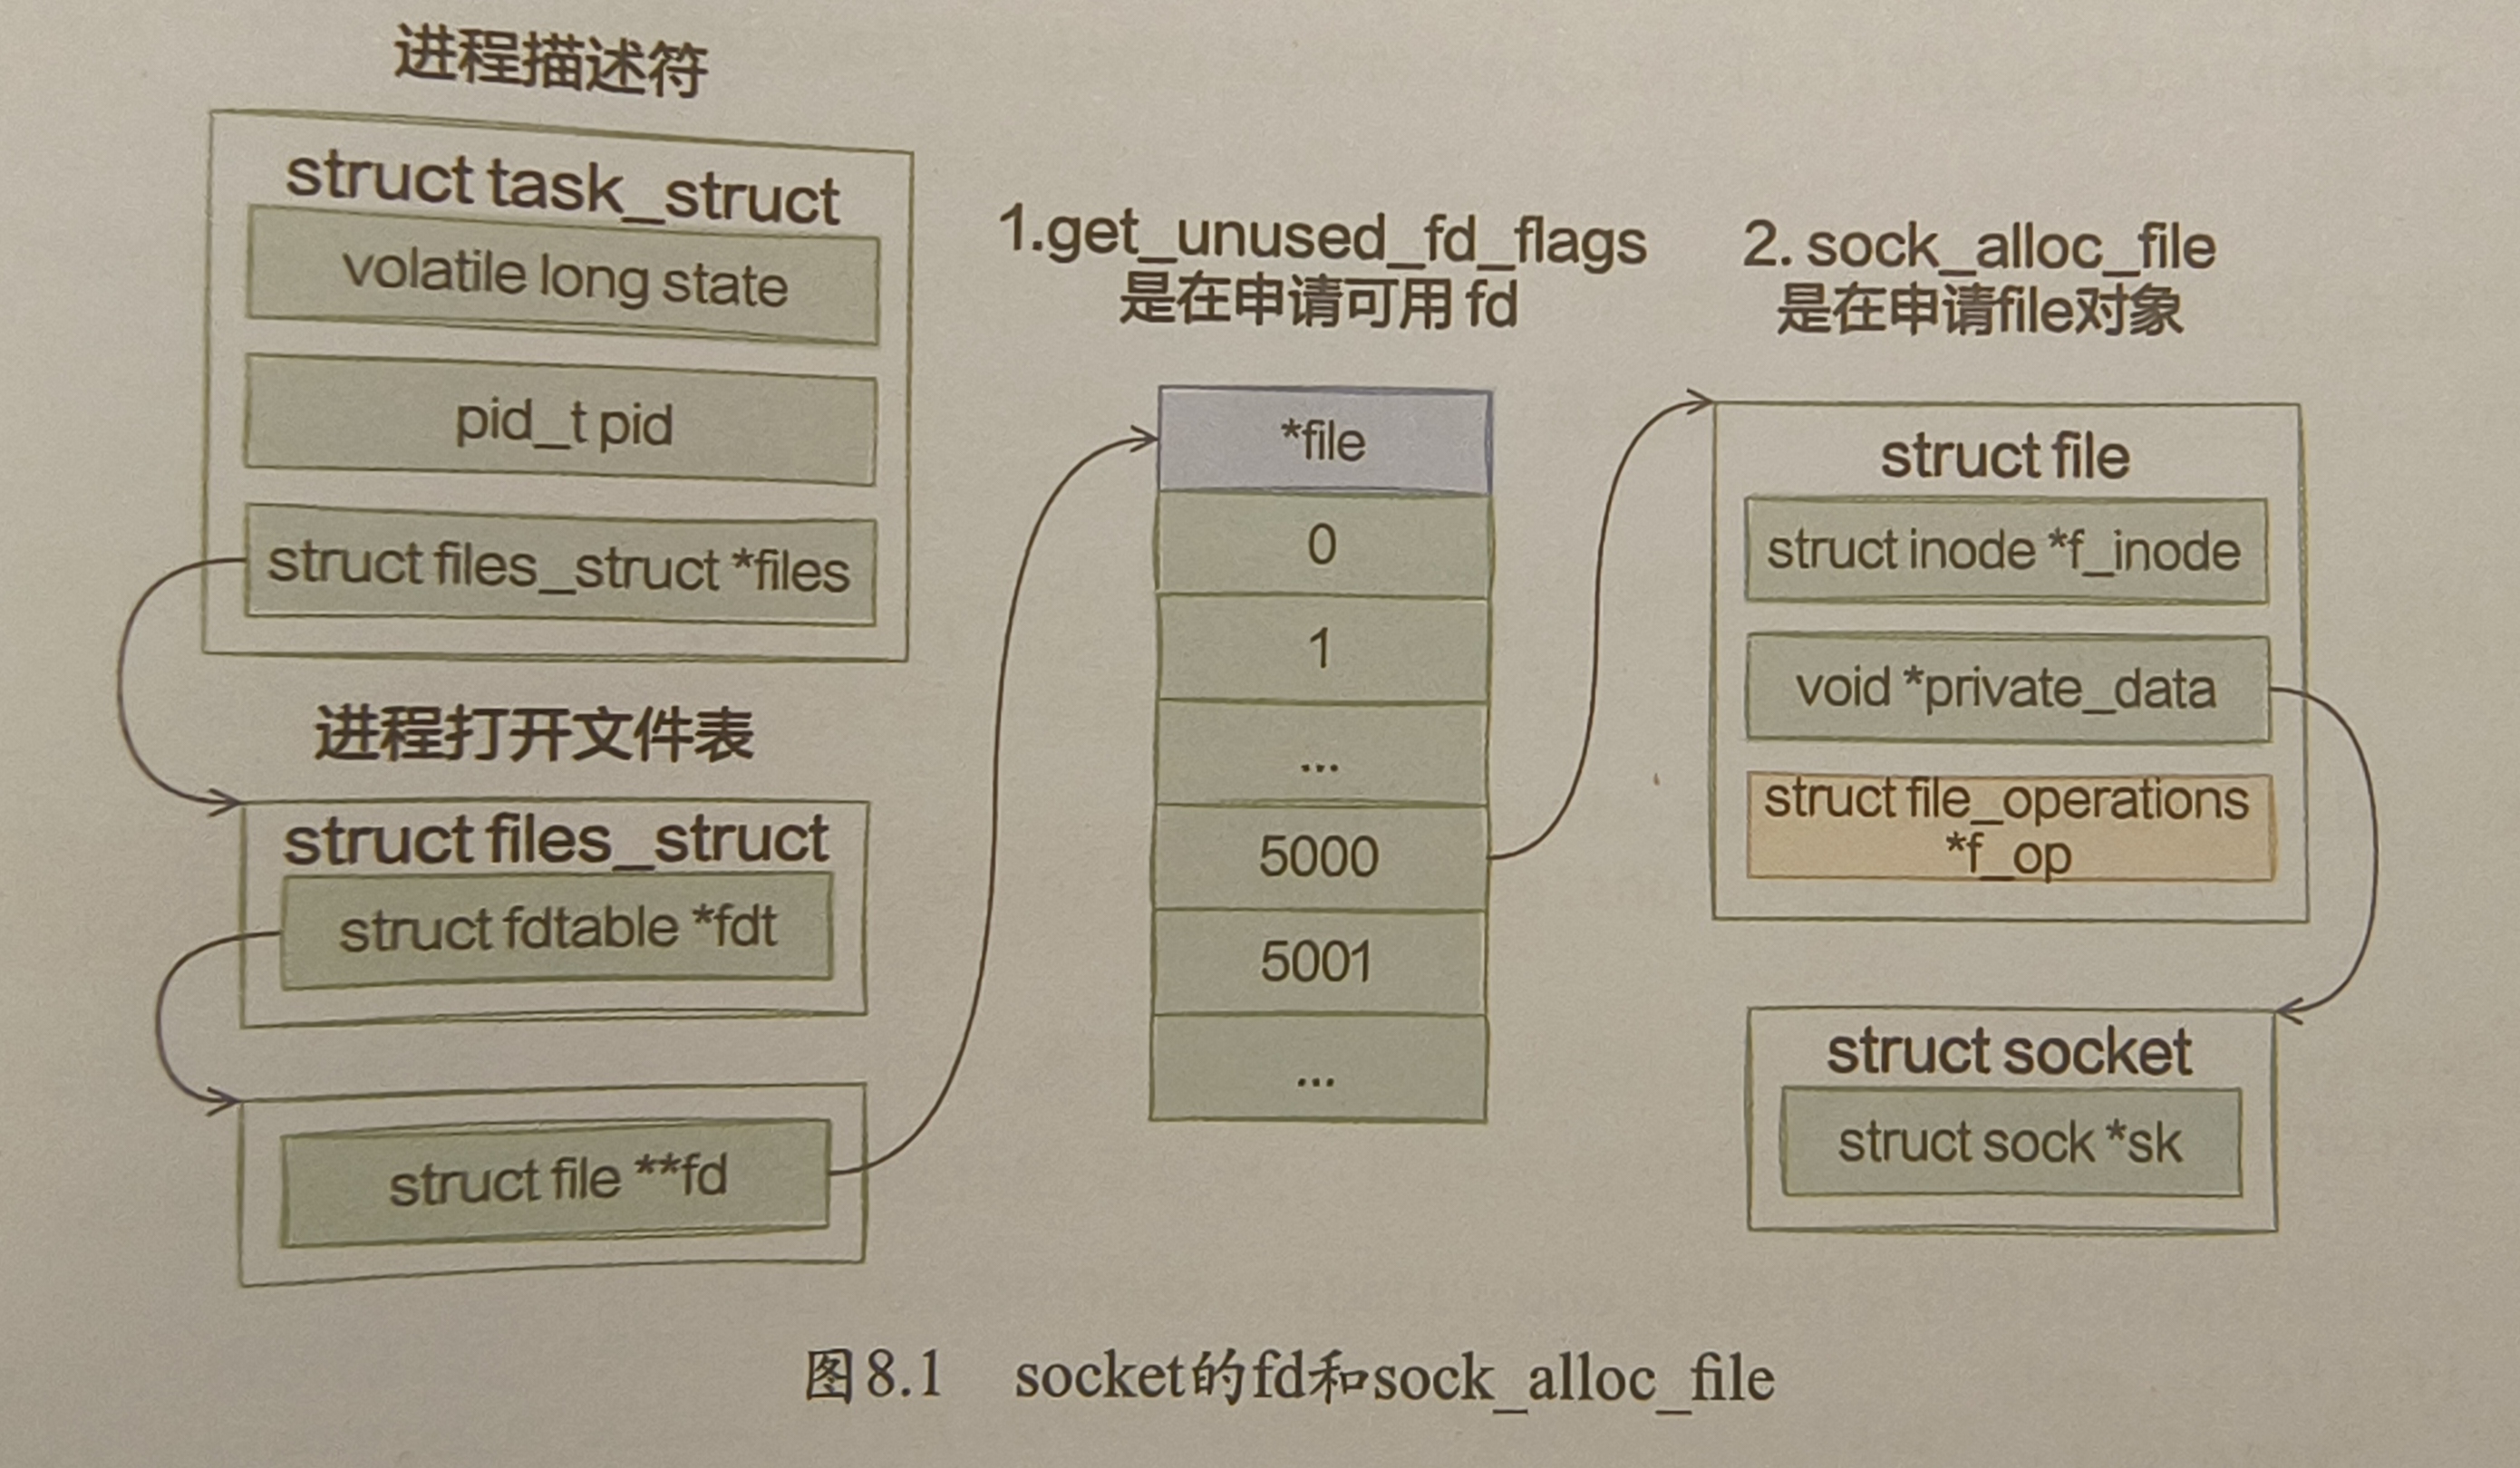 进程描述符
struct task_struct
volatile long state
pid_t pid
struct files_struct *files
进程打开文件表
struct files_struct
struct fdtable *fdt
struct file **fd
1.get_unused_fd_flags
是在申请可用 fd
*file
0
1
...
5000
5001
...
2. sock_alloc_file
是在申请file对象
struct file
struct inode *f_inode
void *private_data
struct file_operations
*f_op
struct socket
struct sock *sk
图8.1 socket的fd和sock_alloc_file